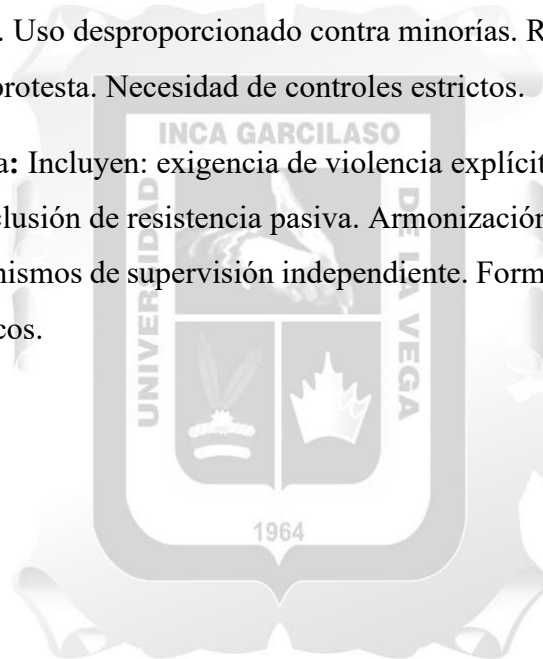 . Uso desproporcionado contra minorías. R
protesta. Necesidad de controles estrictos.
a: Incluyen: exigencia de violencia explícit
clusión de resistencia pasiva. Armonización
nismos de supervisión independiente. Form
cos.
INCA GARCILASO
UNIVERSIDAD
DE LA VEGA
1964